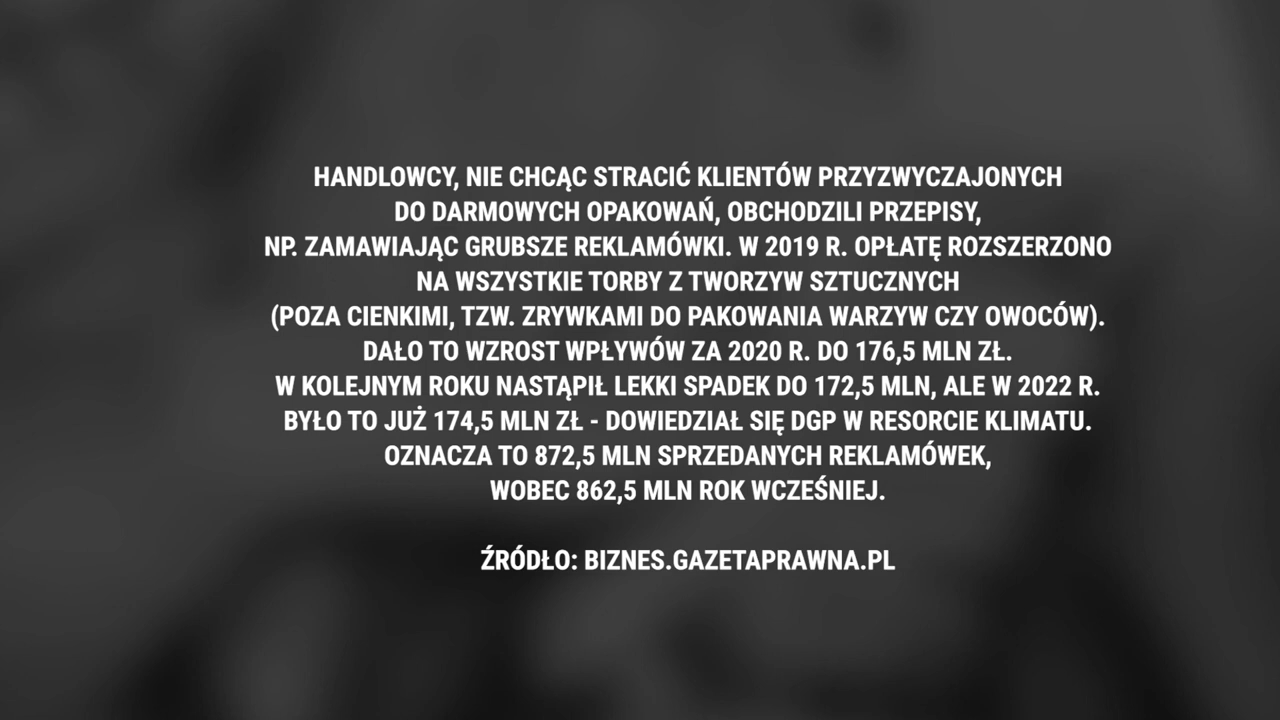 HANDLOWCY, NIE CHCĄC STRACIĆ KLIENTÓW PRZYZWYCZAJONYCH
DO DARMOWYCH OPAKOWAŃ, OBCHODZILI PRZEPISY,
NP. ZAMAWIAJĄC GRUBSZE REKLAMÓWKI. W 2019 R. OPŁATĘ ROZSZERZONO
NA WSZYSTKIE TORBY Z TWORZYW SZTUCZNYCH
(POZA CIENKIMI, TZW. ZRYWKAMI DO PAKOWANIA WARZYW CZY OWOCÓW).
DAŁO TO WZROST WPŁYWÓW ZA 2020 R. DO 176,5 MLN ZŁ.
W KOLEJNYM ROKU NASTĄPIŁ LEKKI SPADEK DO 172,5 MLN, ALE W 2022 R.
BYŁO TO JUŻ 174,5 MLN ZŁ - DOWIEDZIAŁ SIĘ DGP W RESORCIE KLIMATU.
OZNACZA TO 872,5 MLN SPRZEDANYCH REKLAMÓWEK,
WOBEC 862,5 MLN ROK WCZEŚNIEJ.
ŹRÓDŁO: BIZNES.GAZETAPRAWNA.PL